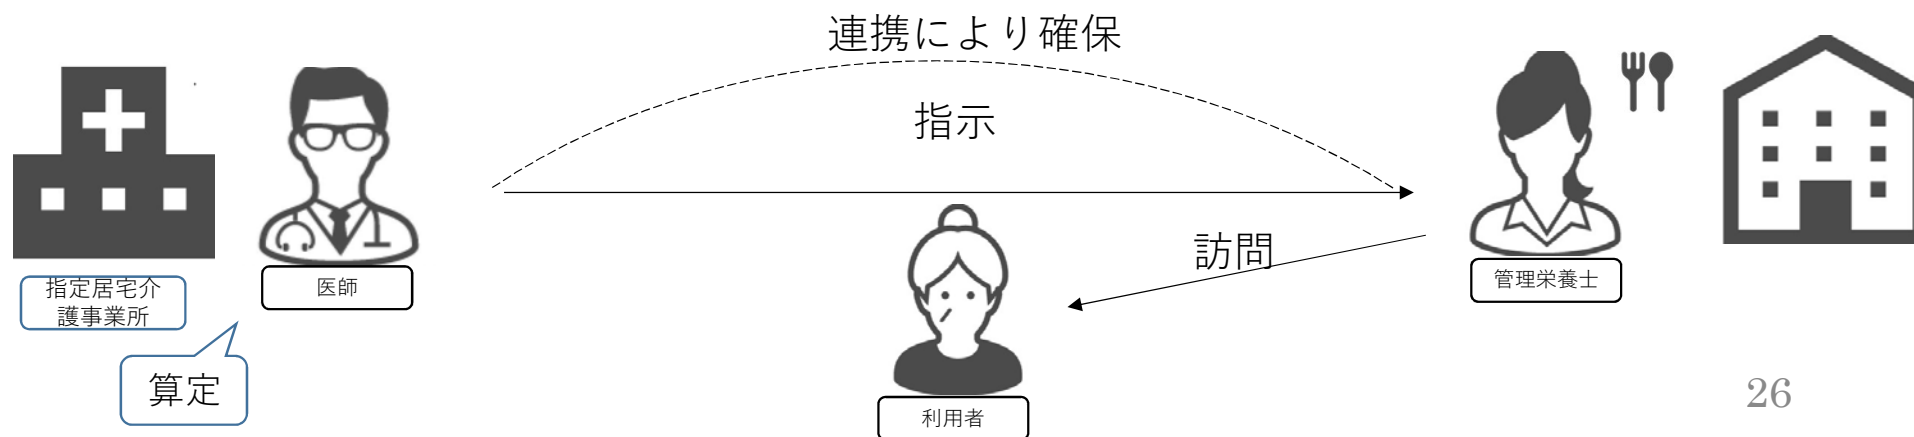 連携により確保
指示
訪問
指定居宅介
護事業所
医師
管理栄養士
算定
利用者
26